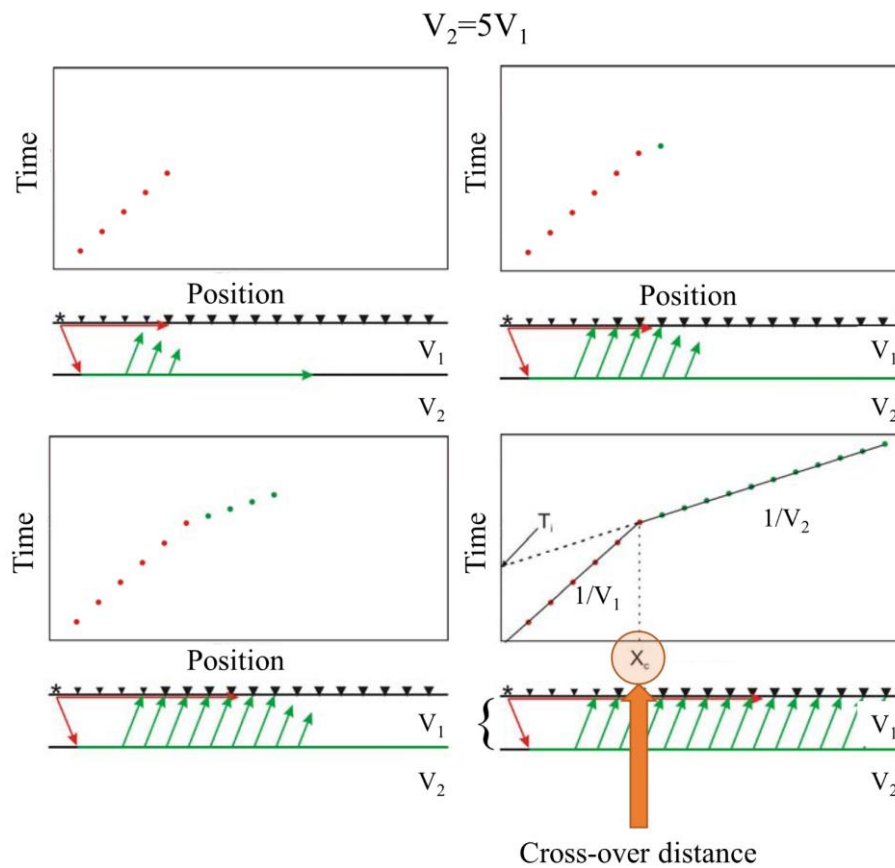 V₂=5V₁
Time
Position
*
V₁
V₂
Time
Position
*
V₁
V₂
Time
Position
*
V₁
V₂
Time
Tᵢ
1/V₁
1/V₂
X꜀
*
{
V₁
V₂
Cross-over distance